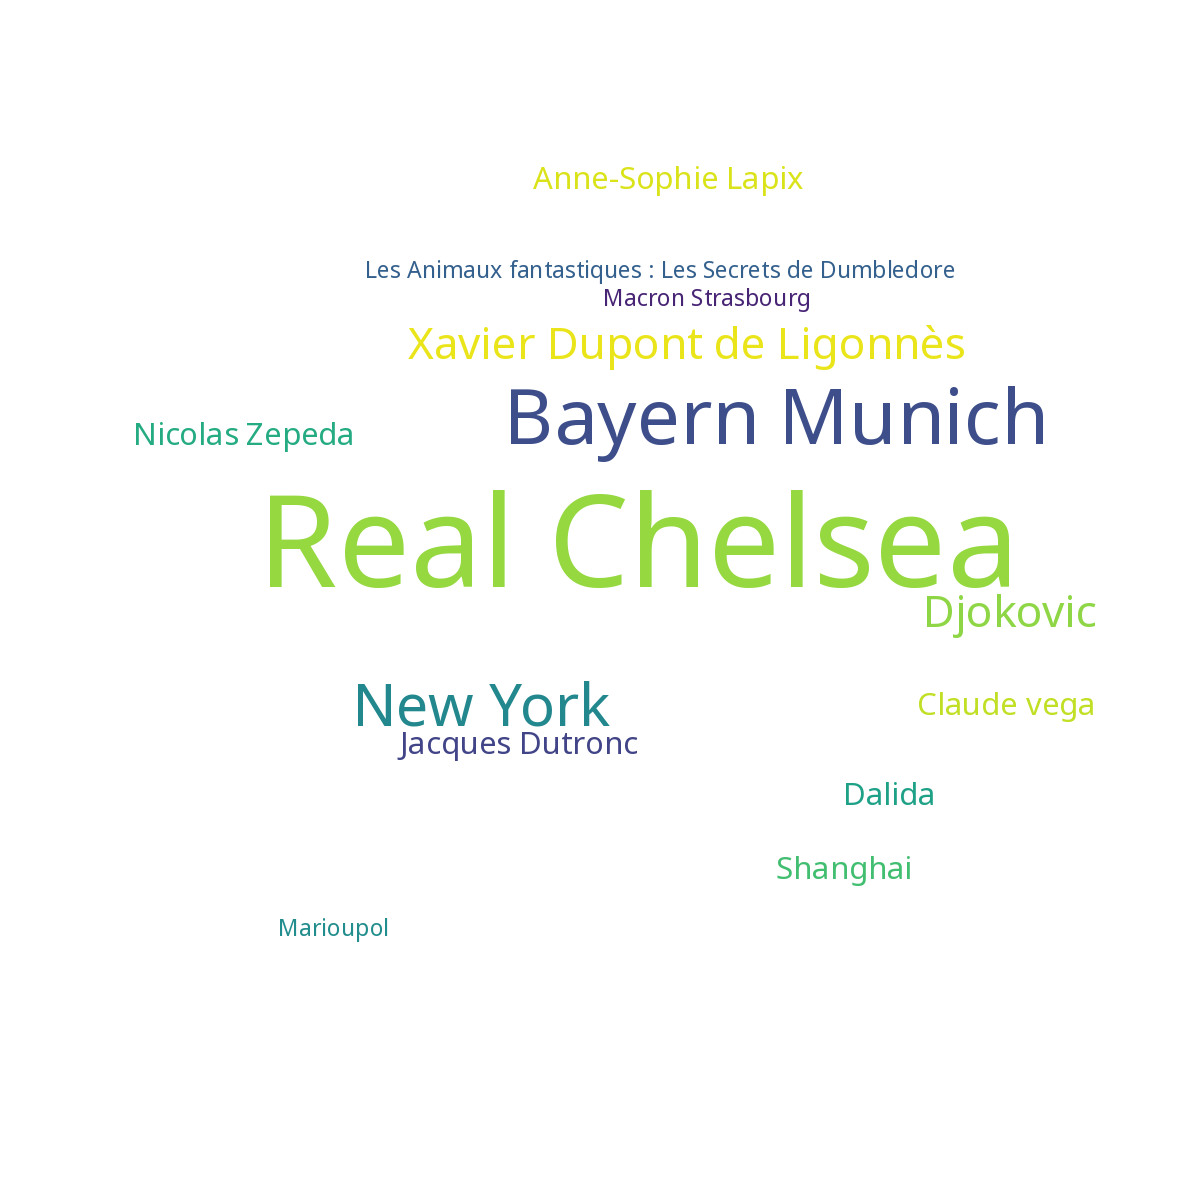 Anne-Sophie Lapix
Les Animaux fantastiques : Les Secrets de Dumbledore
Macron Strasbourg
Xavier Dupont de Ligonnès
Bayern Munich
Nicolas Zepeda
Real Chelsea
Djokovic
New York
Claude vega
Jacques Dutronc
Dalida
Shanghai
Marioupol